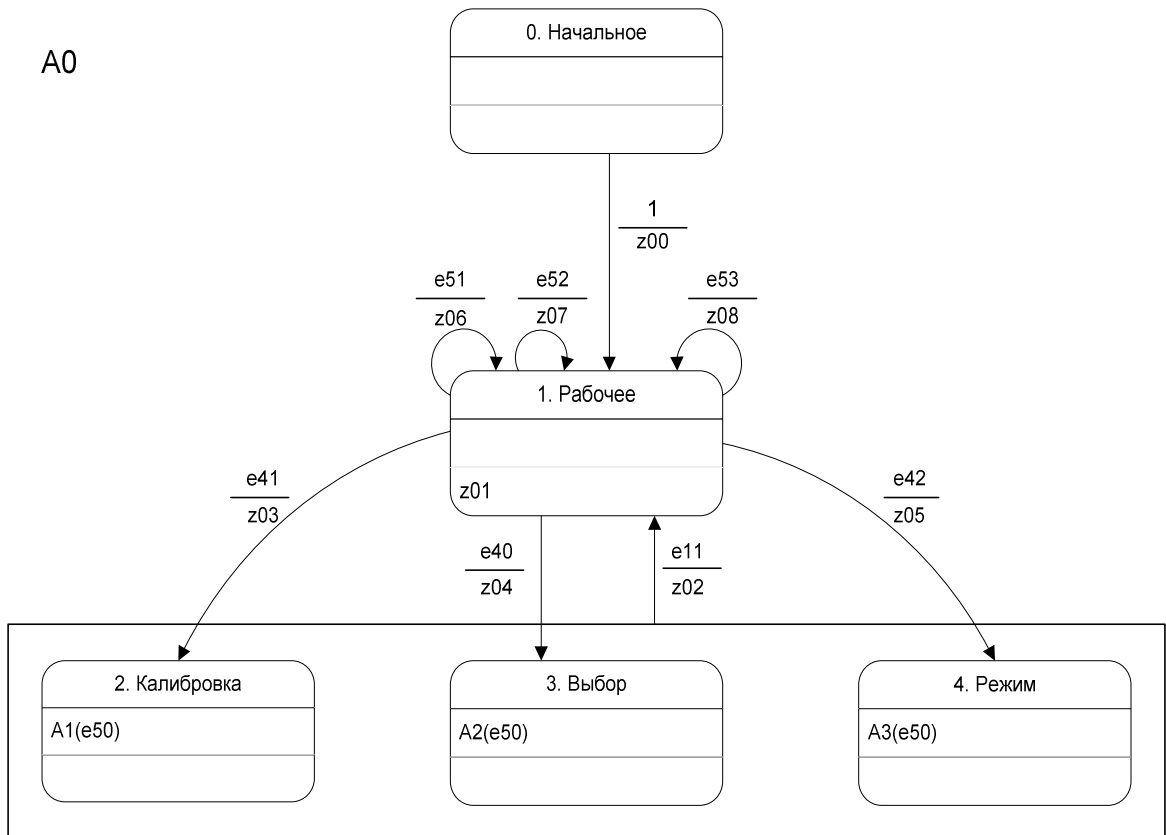 0. Начальное
A0
1
z00
e51
z06
e52
z07
e53
z08
1. Рабочее
z01
e41
z03
e42
z05
e40
z04
e11
z02
2. Калибровка
A1(e50)
3. Выбор
A2(e50)
4. Режим
A3(e50)